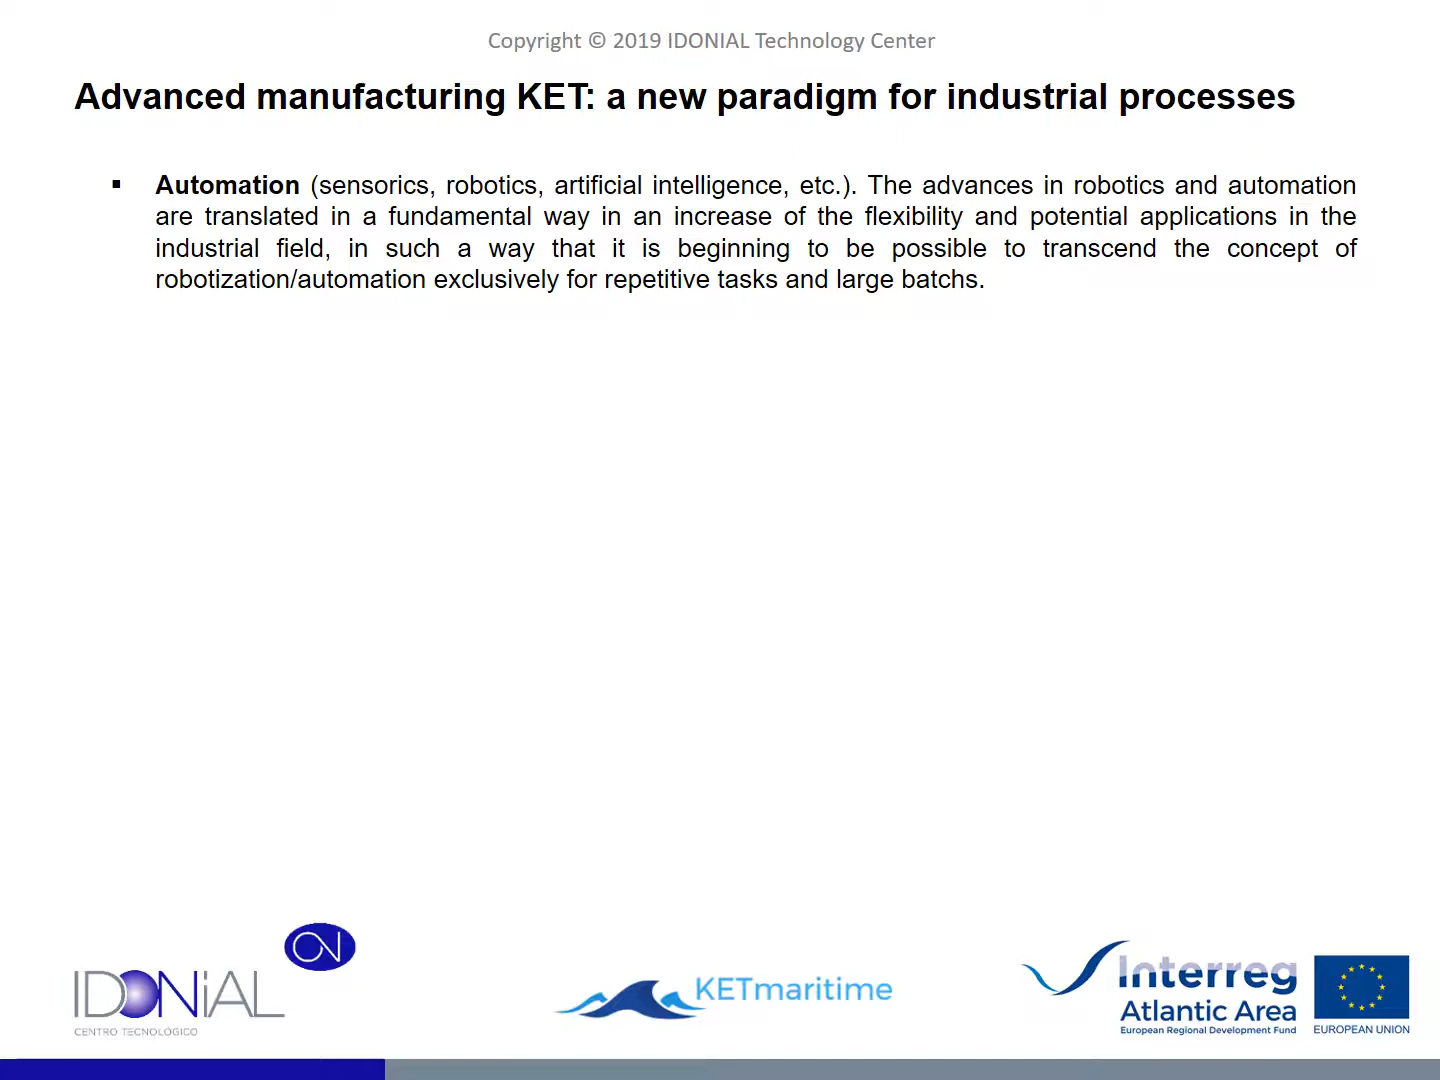 Copyright © 2019 IDONIAL Technology Center
Advanced manufacturing KET: a new paradigm for industrial processes
▪ Automation (sensorics, robotics, artificial intelligence, etc.). The advances in robotics and automation
are translated in a fundamental way in an increase of the flexibility and potential applications in the
industrial field, in such a way that it is beginning to be possible to transcend the concept of
robotization/automation exclusively for repetitive tasks and large batchs.
IDONiAL
CENTRO TECNOLÓGICO
KETmaritime
Interreg
Atlantic Area
European Regional Development Fund
EUROPEAN UNION